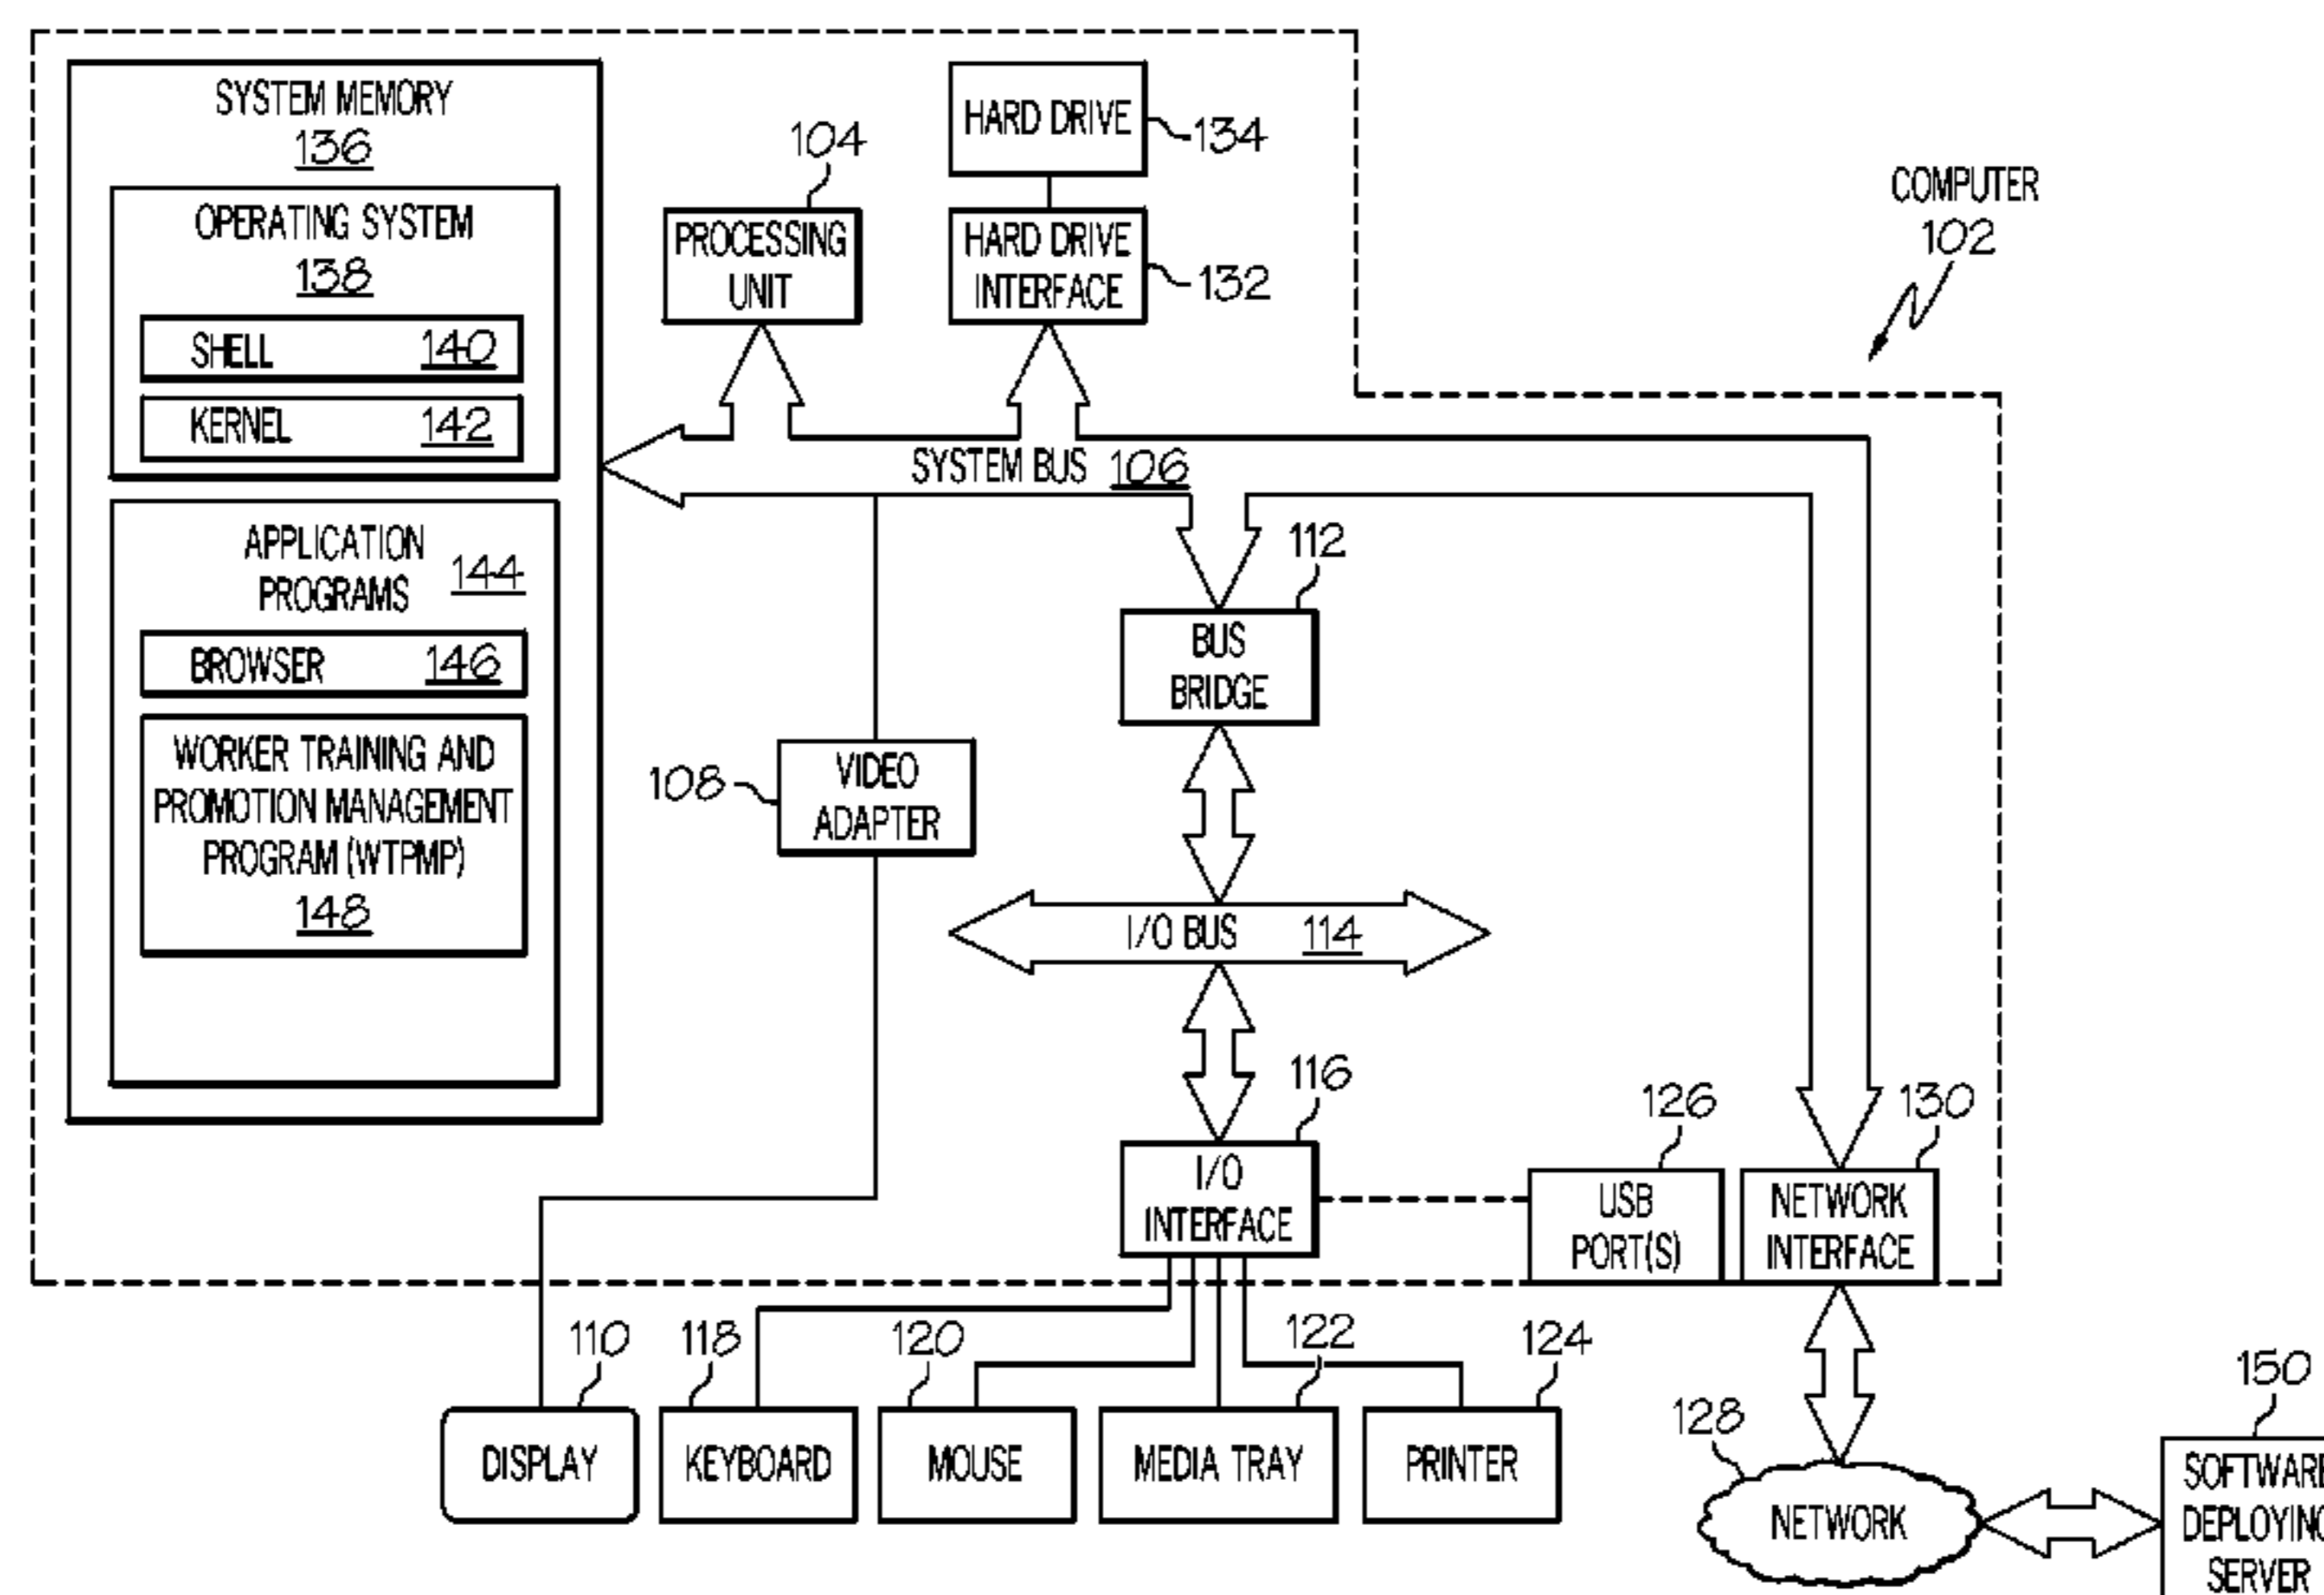 SYSTEM MEMORY
136
OPERATING SYSTEM
138
SHELL 140
KERNEL 142
APPLICATION
PROGRAMS 144
BROWSER 146
WORKER TRAINING AND
PROMOTION MANAGEMENT
PROGRAM (WTPMP)
148
104
PROCESSING
UNIT
HARD DRIVE 134
HARD DRIVE
INTERFACE 132
COMPUTER
102
SYSTEM BUS 106
112
BUS
BRIDGE
108 VIDEO
ADAPTER
I/O BUS 114
116
I/O
INTERFACE
126
USB
PORT(S)
130
NETWORK
INTERFACE
110
DISPLAY
118
KEYBOARD
120
MOUSE
122
MEDIA TRAY
124
PRINTER
128
NETWORK
150
SOFTWARE
DEPLOYING
SERVER